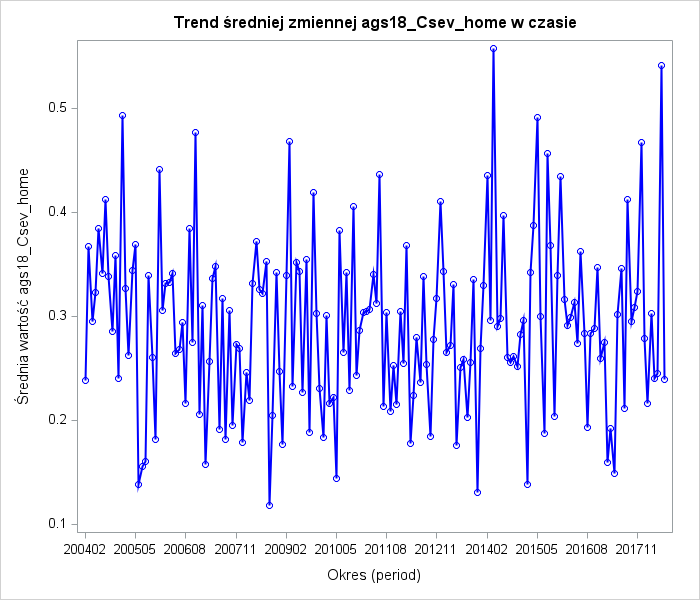 Trend średniej zmiennej ags18_Csev_home w czasie
Średnia wartość ags18_Csev_home
0.5
0.4
0.3
0.2
0.1
200402 200505 200608 200711 200902 201005 201108 201211 201402 201505 201608 201711
Okres (period)